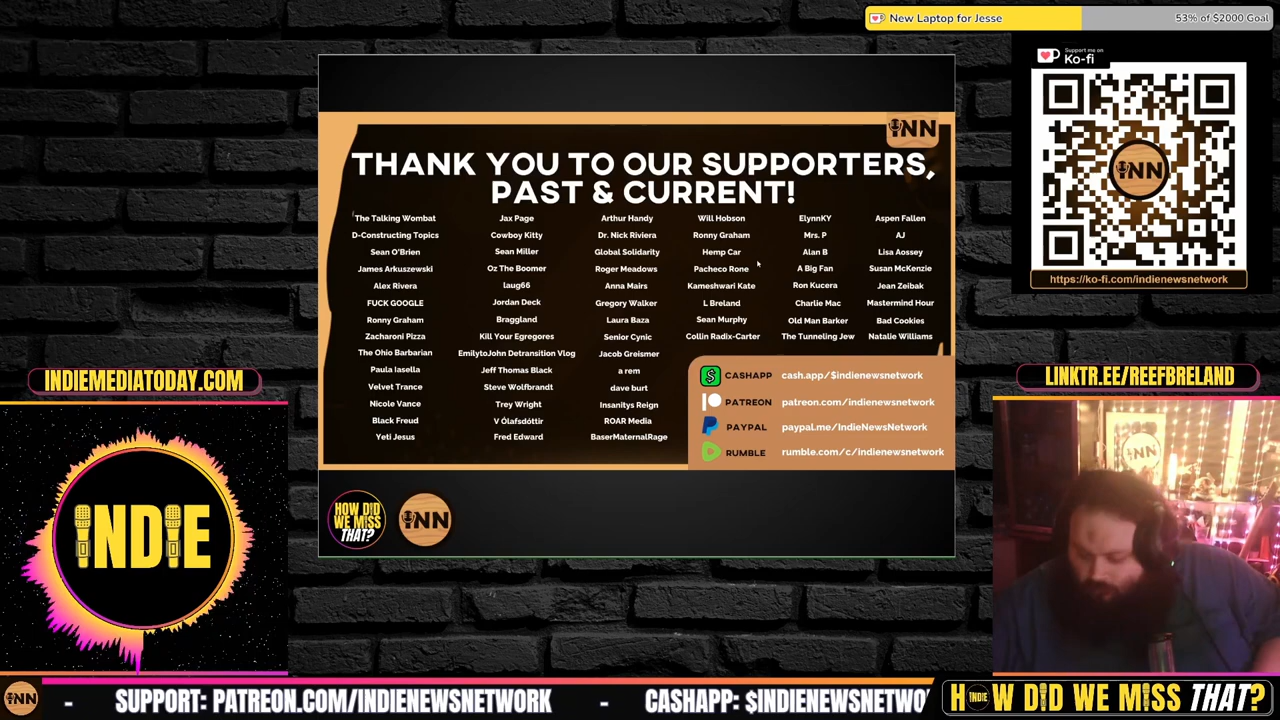 New Laptop for Jesse
53% of $2000 Goal
Support me on
Ko-fi
iNN
https://ko-fi.com/indienewsnetwork
iNN
THANK YOU TO OUR SUPPORTERS,
PAST & CURRENT!
The Talking Wombat
D-Constructing Topics
Sean O'Brien
James Arkuszewski
Alex Rivera
FUCK GOOGLE
Ronny Graham
Zacharoni Pizza
The Ohio Barbarian
Paula Iasella
Velvet Trance
Nicole Vance
Black Freud
Yeti Jesus
Jax Page
Cowboy Kitty
Sean Miller
Oz The Boomer
laug66
Jordan Deck
Braggland
Kill Your Egregores
EmilytoJohn Detransition Vlog
Jeff Thomas Black
Steve Wolfbrandt
Trey Wright
V Ólafsdóttir
Fred Edward
Arthur Handy
Dr. Nick Riviera
Global Solidarity
Roger Meadows
Anna Mairs
Gregory Walker
Laura Baza
Senior Cynic
Jacob Greismer
a rem
dave burt
Insanitys Reign
ROAR Media
BaserMaternalRage
Will Hobson
Ronny Graham
Hemp Car
Pacheco Rone
Kameshwari Kate
L Breland
Sean Murphy
Collin Radix-Carter
ElynnKY
Mrs. P
Alan B
A Big Fan
Ron Kucera
Charlie Mac
Old Man Barker
The Tunneling Jew
Aspen Fallen
AJ
Lisa Aossey
Susan McKenzie
Jean Zeibak
Mastermind Hour
Bad Cookies
Natalie Williams
CASHAPP cash.app/$indienewsnetwork
PATREON patreon.com/indienewsnetwork
PAYPAL paypal.me/IndieNewsNetwork
RUMBLE rumble.com/c/indienewsnetwork
HOW DID
WE MISS
THAT?
iNN
INDIEMEDIATODAY.COM
INDIE
LINKTR.EE/REEFBRELAND
iNN
iNN
- SUPPORT: PATREON.COM/INDIENEWSNETWORK - CASHAPP: $INDIENEWSNETWO
HOW DID WE MISS THAT?